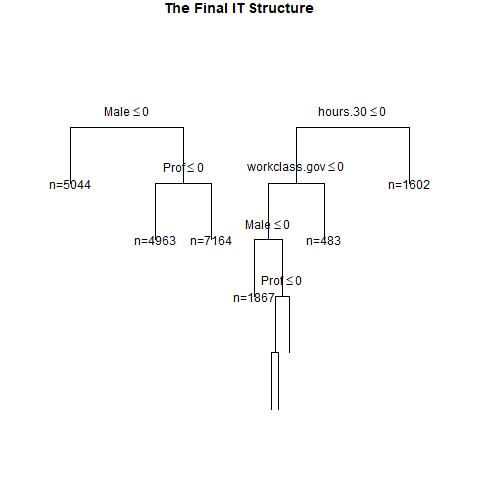 The Final IT Structure
Male ≤ 0
hours.30 ≤ 0
Prof ≤ 0
workclass.gov ≤ 0
n=5044
n=1602
Male ≤ 0
n=4963
n=7164
n=483
Prof ≤ 0
n=1867